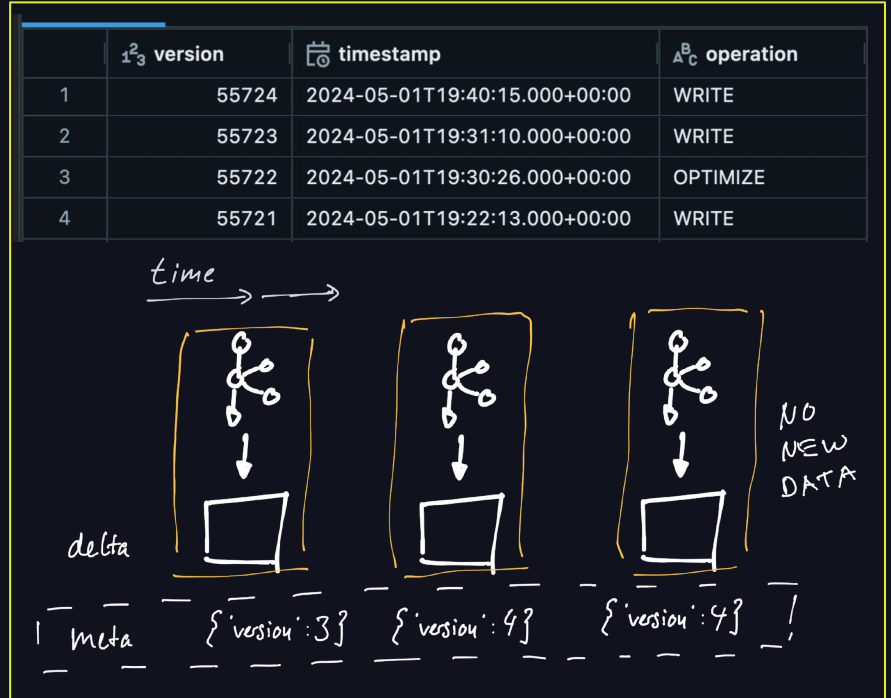 123 version timestamp ABC operation
1 55724 2024-05-01T19:40:15.000+00:00 WRITE
2 55723 2024-05-01T19:31:10.000+00:00 WRITE
3 55722 2024-05-01T19:30:26.000+00:00 OPTIMIZE
4 55721 2024-05-01T19:22:13.000+00:00 WRITE
time
NO
NEW
DATA
delta
meta {'version':3} {'version':4} {'version':4}